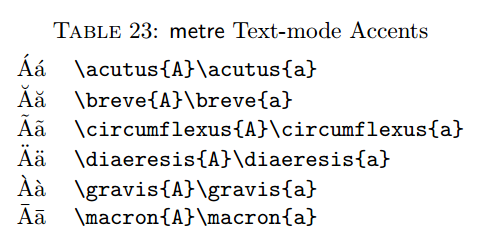 TABLE 23: metre Text-mode Accents
Áá \acutus{A}\acutus{a}
Ăă \breve{A}\breve{a}
Ãã \circumflexus{A}\circumflexus{a}
Ää \diaeresis{A}\diaeresis{a}
Àà \gravis{A}\gravis{a}
Āā \macron{A}\macron{a}